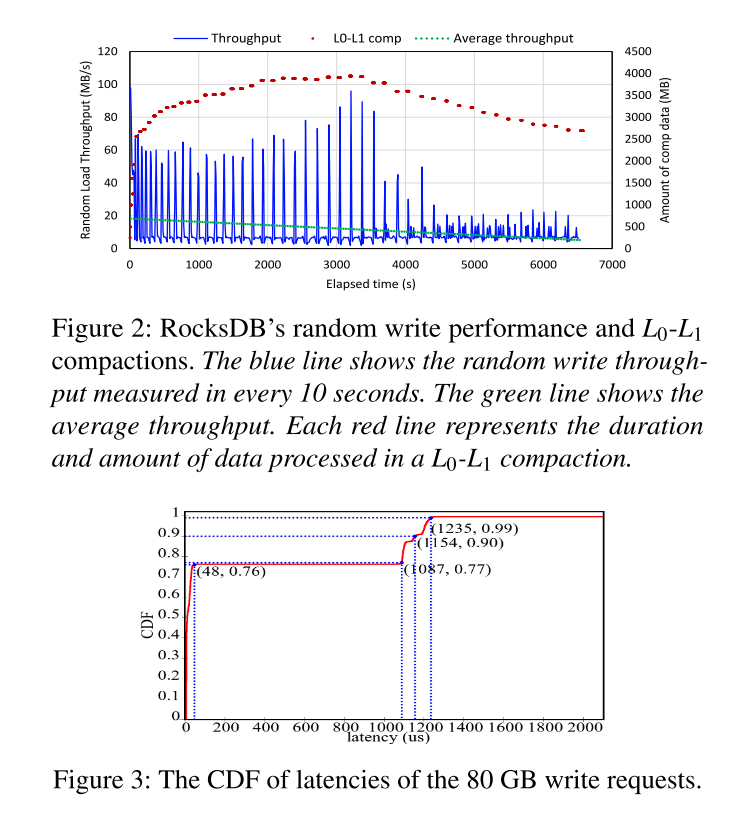 Throughput L0-L1 comp Average throughput
120 4500
100 4000
80 3500
60 3000
40 2500
20 2000
0 1500
1000
500
0
Random Load Throughput (MB/s)
Amount of comp data (MB)
0 1000 2000 3000 4000 5000 6000 7000
Elapsed time (s)
Figure 2: RocksDB's random write performance and L0-L1
compactions. The blue line shows the random write through-
put measured in every 10 seconds. The green line shows the
average throughput. Each red line represents the duration
and amount of data processed in a L0-L1 compaction.
1
0.9
0.8
0.7
0.6
0.5
0.4
0.3
0.2
0.1
0
CDF
(1235, 0.99)
(1154, 0.90)
(48, 0.76) (1087, 0.77)
0 200 400 600 800 1000 1200 1400 1600 1800 2000
latency (us)
Figure 3: The CDF of latencies of the 80 GB write requests.